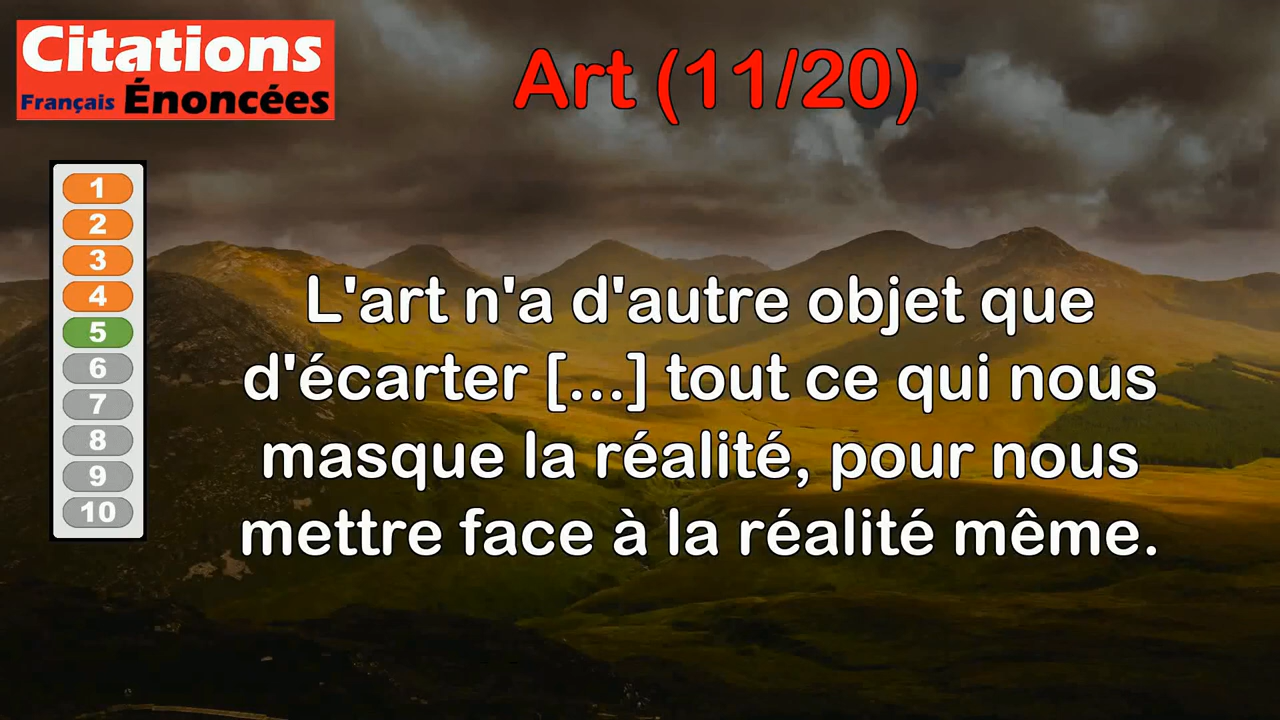 Citations
Français Énoncées
Art (11/20)
1
2
3
4
5
6
7
8
9
10
L'art n'a d'autre objet que
d'écarter [...] tout ce qui nous
masque la réalité, pour nous
mettre face à la réalité même.